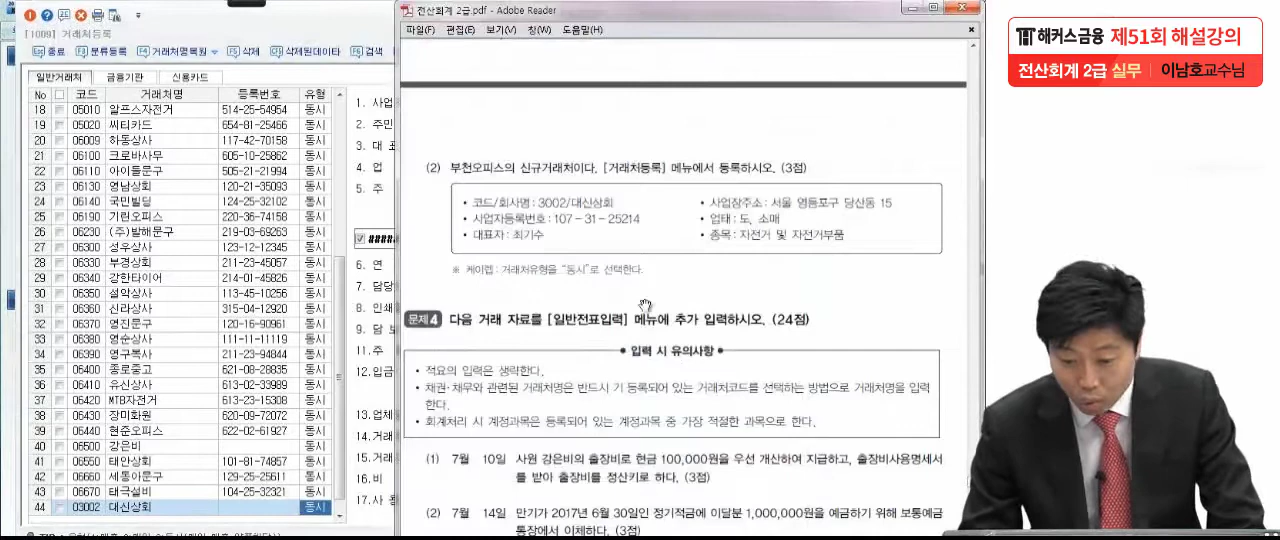 [1009] 거래처등록
Esc종료 F3분류등록 F4거래처명복원 F5삭제 CF5삭제된데이타 F6검색
일반거래처 금융기관 신용카드
No 코드 거래처명 등록번호 유형
18 05010 알프스자전거 514-25-54954 동시
19 05020 씨티카드 654-81-25466 동시
20 06009 하동상사 117-42-70158 동시
21 06100 크로바사무 605-10-25862 동시
22 06110 아이돌문구 505-21-21994 동시
23 06130 영남상회 120-21-35093 동시
24 06140 국민빌딩 124-25-32102 동시
25 06190 기린오피스 220-36-74158 동시
26 06230 (주)발해문구 219-03-69263 동시
27 06300 성우상사 123-12-12345 동시
28 06330 부경상회 211-23-45057 동시
29 06340 강한타이어 214-01-45826 동시
30 06350 설악상사 113-45-10256 동시
31 06360 신라상사 315-04-12920 동시
32 06370 영진문구 120-16-90961 동시
33 06380 영순상사 111-11-11119 동시
34 06390 영구복사 211-23-94844 동시
35 06400 종로중고 621-08-28835 동시
36 06410 유신상사 613-02-33989 동시
37 06420 MTB자전거 613-23-15308 동시
38 06430 장미화원 620-09-72072 동시
39 06440 현준오피스 622-02-61927 동시
40 06500 강은비 동시
41 06550 태안상회 101-81-74857 동시
42 06660 세통아문구 129-25-25611 동시
43 06670 태극설비 104-25-32321 동시
44 03002 대신상회 동시
1. 사업
2. 주민
3. 대 표
4. 업
5. 주
#####
6. 연
7. 담당
8. 인쇄
9. 담 보
11.주
12.입금
13.업체
14.거래
15.거래
16.비
17.사 용
전산회계 2급.pdf - Adobe Reader
파일(F) 편집(E) 보기(V) 창(W) 도움말(H)
(2) 부천오피스의 신규거래처이다. [거래처등록] 메뉴에서 등록하시오. (3점)
• 코드/회사명 : 3002/대신상회 • 사업장주소 : 서울 영등포구 당산동 15
• 사업자등록번호 : 107 – 31 – 25214 • 업태 : 도, 소매
• 대표자 : 최기수 • 종목 : 자전거 및 자전거부품
※ 케이렙 : 거래처유형을 “동시”로 선택한다.
문제4 다음 거래 자료를 [일반전표입력] 메뉴에 추가 입력하시오. (24점)
● 입력 시 유의사항 ●
• 적요의 입력은 생략한다.
• 채권·채무와 관련된 거래처명은 반드시 기 등록되어 있는 거래처코드를 선택하는 방법으로 거래처명을 입력
한다.
• 회계처리 시 계정과목은 등록되어 있는 계정과목 중 가장 적절한 과목으로 한다.
(1) 7월 10일 사원 강은비의 출장비로 현금 100,000원을 우선 개산하여 지급하고, 출장비사용명세서
를 받아 출장비를 정산키로 하다. (3점)
(2) 7월 14일 만기가 2017년 6월 30일인 정기적금에 이달분 1,000,000원을 예금하기 위해 보통예금
통장에서 이체하다. (3점)
해커스금융 제51회 해설강의
전산회계 2급 실무 이남호교수님